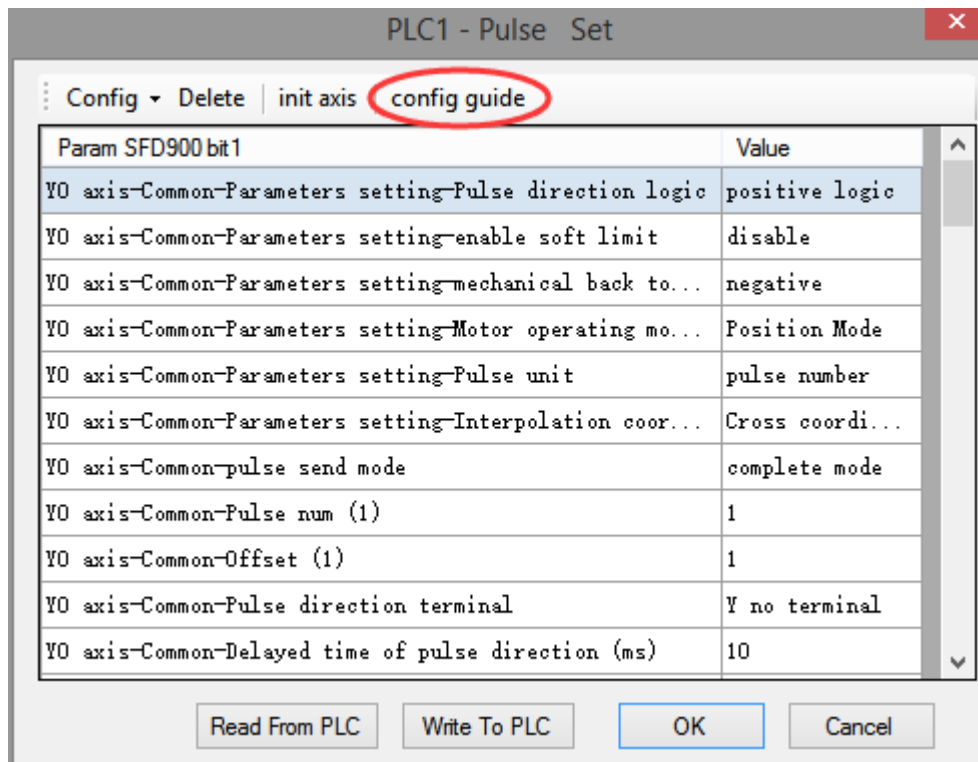 PLC1 - Pulse Set
Config Delete init axis config guide
Param SFD900 bit1 Value
Y0 axis-Common-Parameters setting-Pulse direction logic positive logic
Y0 axis-Common-Parameters setting-enable soft limit disable
Y0 axis-Common-Parameters setting-mechanical back to... negative
Y0 axis-Common-Parameters setting-Motor operating mo... Position Mode
Y0 axis-Common-Parameters setting-Pulse unit pulse number
Y0 axis-Common-Parameters setting-Interpolation coor... Cross coordi...
Y0 axis-Common-pulse send mode complete mode
Y0 axis-Common-Pulse num (1) 1
Y0 axis-Common-Offset (1) 1
Y0 axis-Common-Pulse direction terminal Y no terminal
Y0 axis-Common-Delayed time of pulse direction (ms) 10
Read From PLC Write To PLC OK Cancel